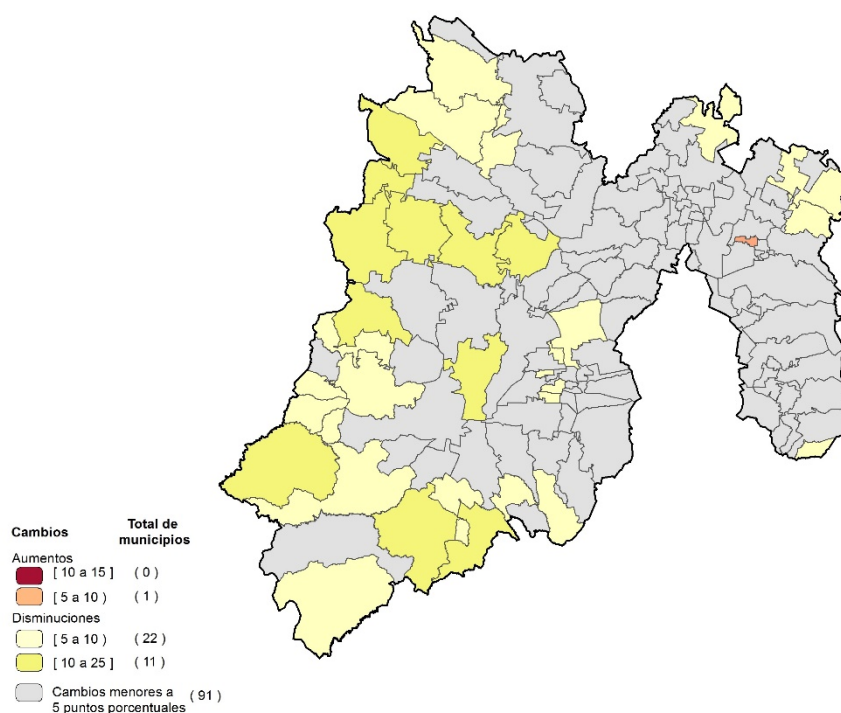 Cambios Total de municipios
Aumentos
[ 10 a 15 ] ( 0 )
[ 5 a 10 ) ( 1 )
Disminuciones
[ 5 a 10 ) ( 22 )
[ 10 a 25 ] ( 11 )
Cambios menores a ( 91 )
5 puntos porcentuales